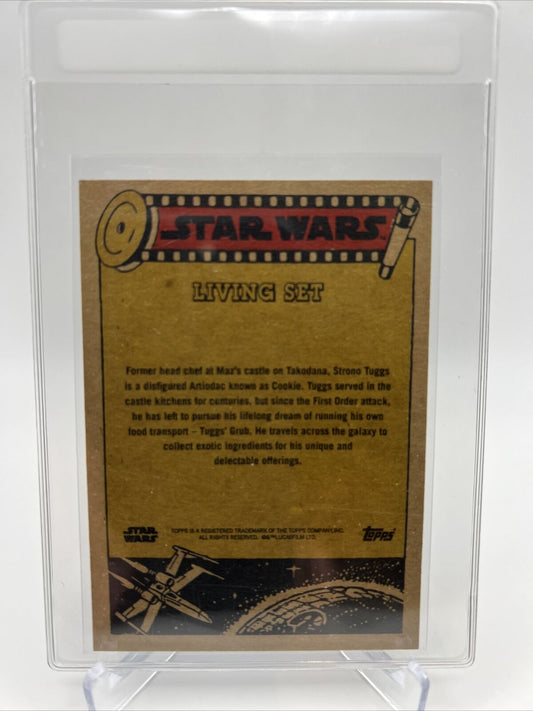 STAR WARS
LIVING SET
Former head chef at Maz's castle on Takodana, Strono Tuggs
is a disfigured Artiodac known as Cookie. Tuggs served in the
castle kitchens for centuries, but since the First Order attack,
he has left to pursue his lifelong dream of running his own
food transport – Tuggs' Grub. He travels across the galaxy to
collect exotic ingredients for his unique and
delectable offerings.
STAR
WARS
TOPPS IS A REGISTERED TRADEMARK OF THE TOPPS COMPANY, INC.
ALL RIGHTS RESERVED. ©&™LUCASFILM LTD.
Topps